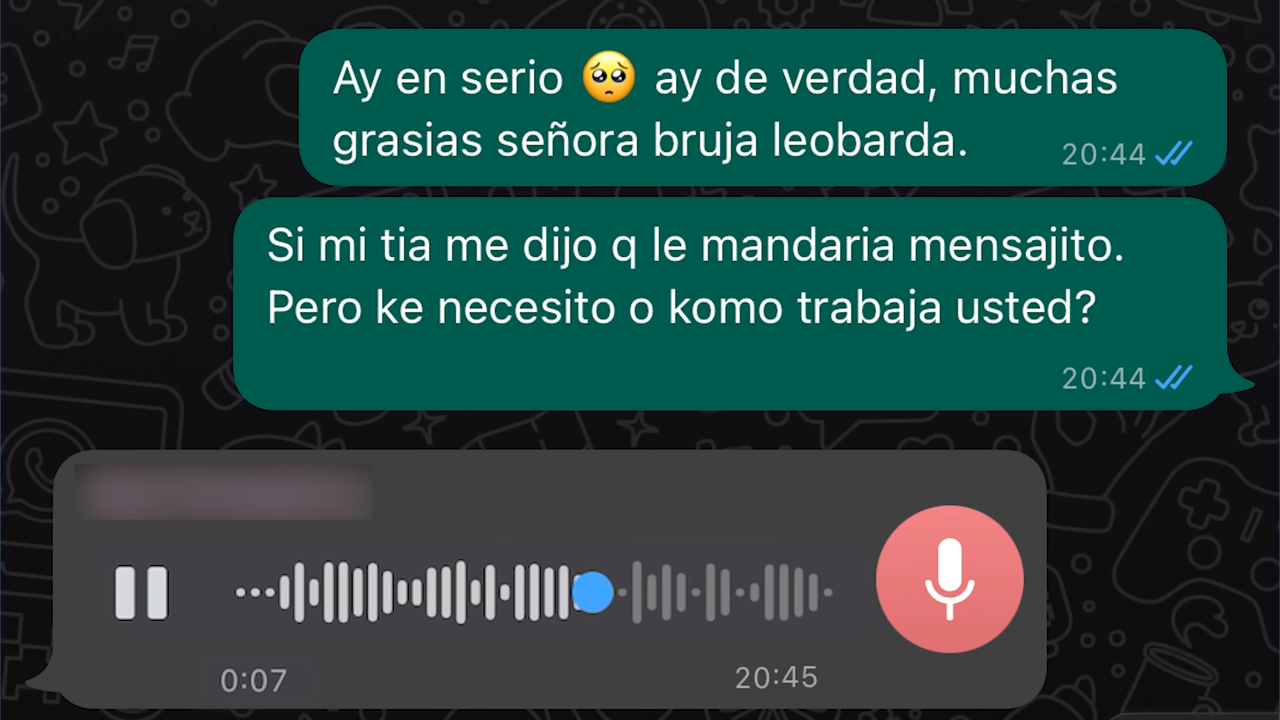 Ay en serio 🥺 ay de verdad, muchas
grasias señora bruja leobarda.
20:44
Si mi tia me dijo q le mandaria mensajito.
Pero ke necesito o komo trabaja usted?
20:44
0:07
20:45